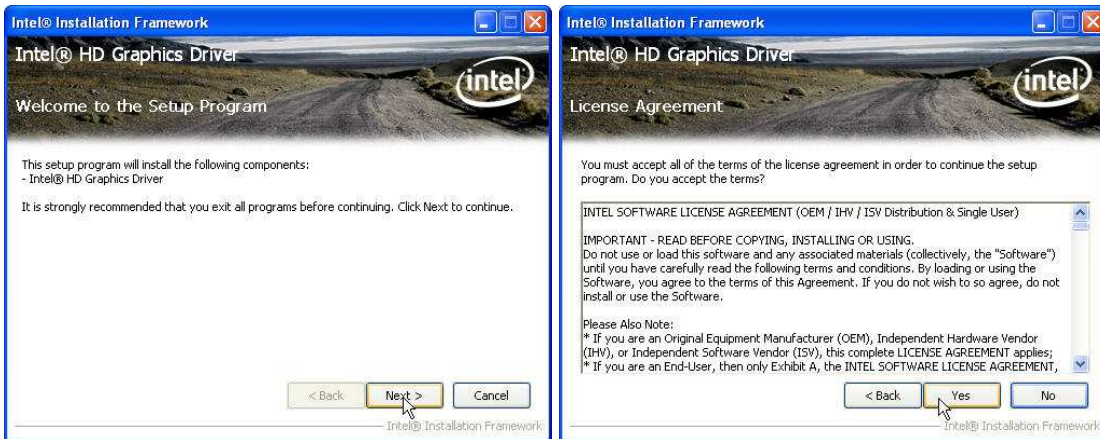 Intel® Installation Framework
Intel® HD Graphics Driver
intel
Welcome to the Setup Program
This setup program will install the following components:
- Intel® HD Graphics Driver
It is strongly recommended that you exit all programs before continuing. Click Next to continue.
< Back
Next >
Cancel
Intel® Installation Framework
Intel® Installation Framework
Intel® HD Graphics Driver
intel
License Agreement
You must accept all of the terms of the license agreement in order to continue the setup
program. Do you accept the terms?
INTEL SOFTWARE LICENSE AGREEMENT (OEM / IHV / ISV Distribution & Single User)
IMPORTANT - READ BEFORE COPYING, INSTALLING OR USING.
Do not use or load this software and any associated materials (collectively, the "Software")
until you have carefully read the following terms and conditions. By loading or using the
Software, you agree to the terms of this Agreement. If you do not wish to so agree, do not
install or use the Software.
Please Also Note:
* If you are an Original Equipment Manufacturer (OEM), Independent Hardware Vendor
(IHV), or Independent Software Vendor (ISV), this complete LICENSE AGREEMENT applies;
* If you are an End-User, then only Exhibit A, the INTEL SOFTWARE LICENSE AGREEMENT,
< Back
Yes
No
Intel® Installation Framework